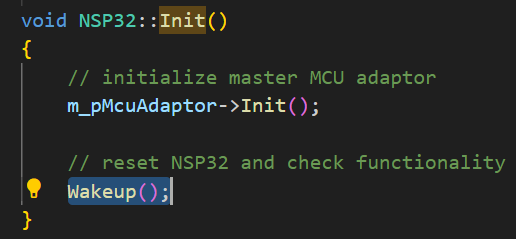 void NSP32::Init()
{
// initialize master MCU adaptor
m_pMcuAdaptor->Init();
// reset NSP32 and check functionality
Wakeup();
}